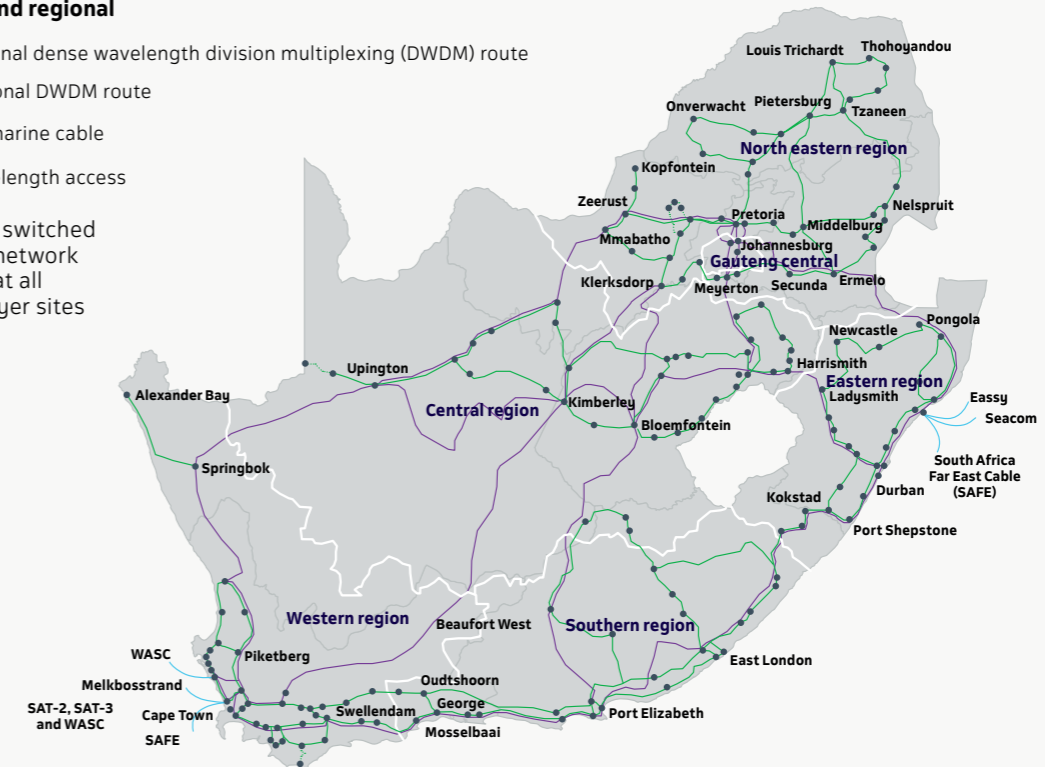 nd regional
nal dense wavelength division multiplexing (DWDM) route
onal DWDM route
narine cable
length access
switched
network
at all
yer sites
Louis Trichardt
Thohoyandou
Onverwacht
Pietersburg
Tzaneen
North eastern region
Kopfontein
Zeerust
Nelspruit
Pretoria
Middelburg
Mmabatho
Johannesburg
Gauteng central
Klerksdorp
Meyerton
Secunda
Ermelo
Pongola
Newcastle
Harrismith
Upington
Eastern region
Ladysmith
Alexander Bay
Central region
Kimberley
Eassy
Seacom
Bloemfontein
South Africa
Far East Cable
(SAFE)
Springbok
Durban
Kokstad
Port Shepstone
Western region
Beaufort West
Southern region
WASC
Piketberg
East London
Melkbosstrand
Oudtshoorn
SAT-2, SAT-3
and WASC
Cape Town
Swellendam
George
Port Elizabeth
SAFE
Mosselbaai